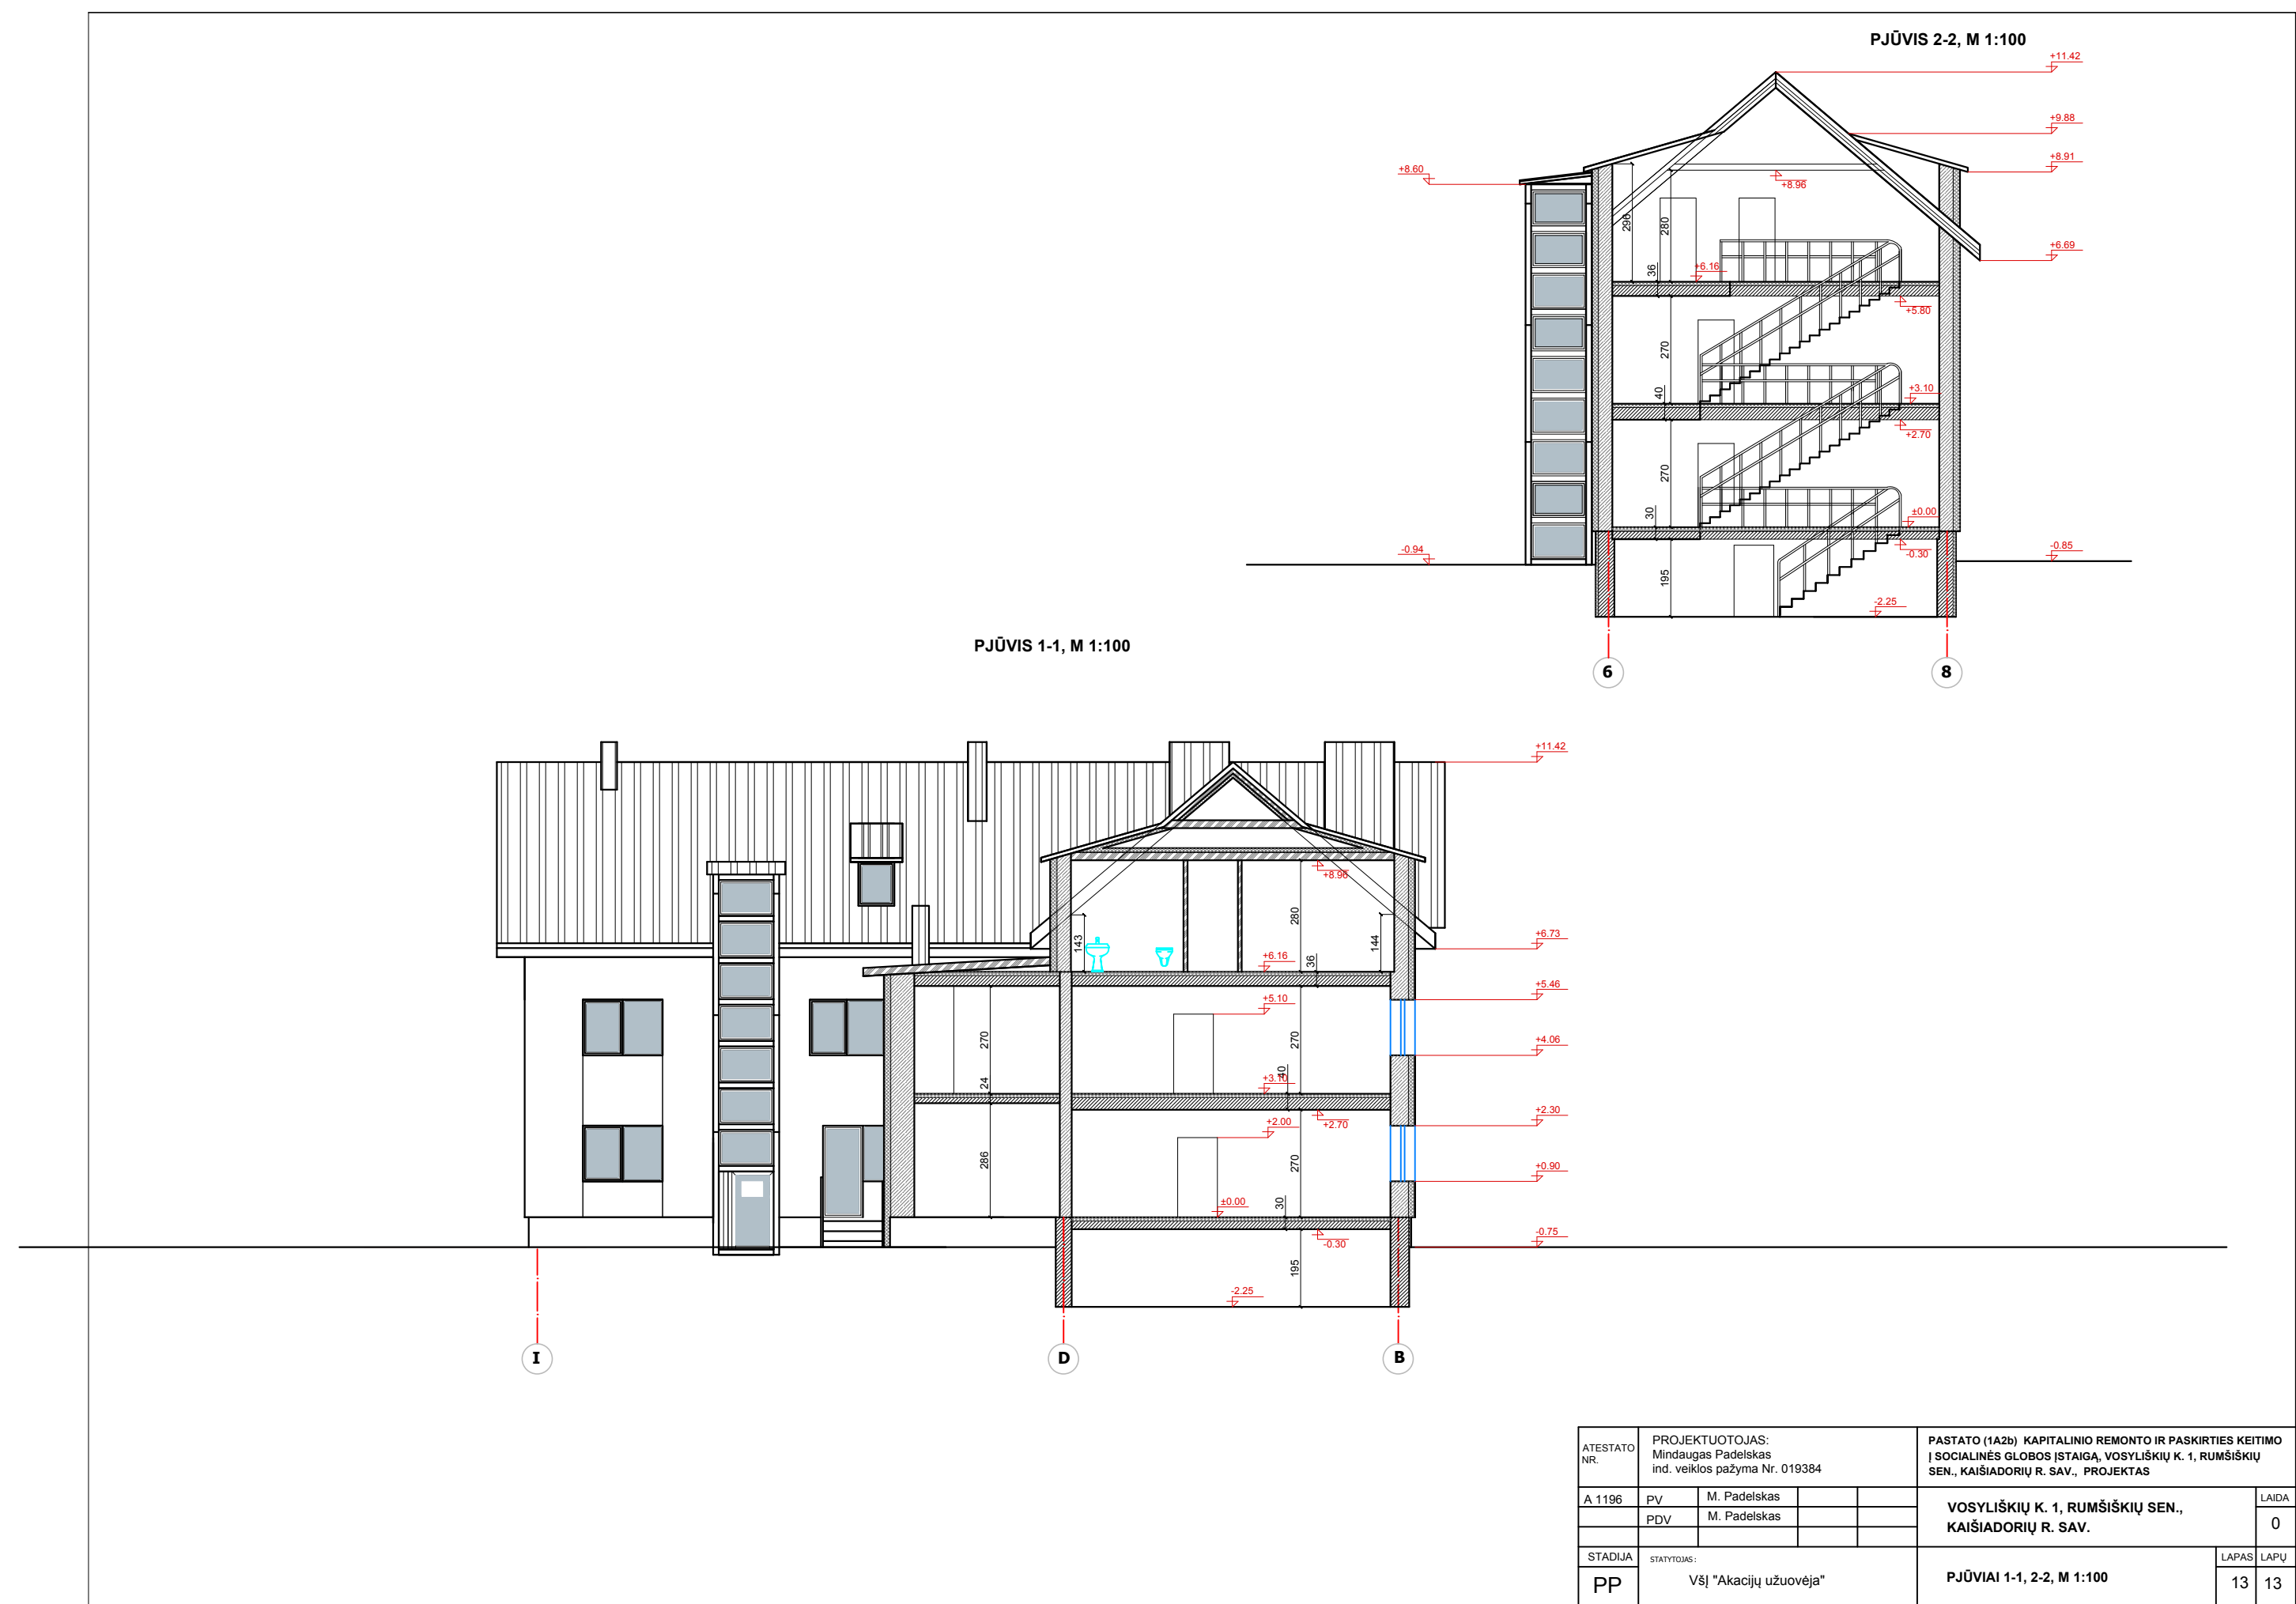 PJŪVIS 2-2, M 1:100
+11.42
+9.88
+8.91
+8.60
+8.96
296
280
+6.69
+6.16
36
+5.80
270
40
+3.10
+2.70
270
30
±0.00
-0.30
-0.94
-0.85
195
-2.25
6
8
PJŪVIS 1-1, M 1:100
+11.42
+8.96
280
143
144
+6.73
+6.16
36
+5.46
+5.10
270
270
+4.06
24
+3.10
40
+2.30
+2.00
+2.70
286
270
+0.90
±0.00
30
-0.75
-0.30
195
-2.25
I
D
B
ATESTATO
NR.
PROJEKTUOTOJAS:
Mindaugas Padelskas
ind. veiklos pažyma Nr. 019384
PASTATO (1A2b) KAPITALINIO REMONTO IR PASKIRTIES KEITIMO
Į SOCIALINĖS GLOBOS ĮSTAIGĄ, VOSYLIŠKIŲ K. 1, RUMŠIŠKIŲ
SEN., KAIŠIADORIŲ R. SAV., PROJEKTAS
A 1196 PV M. Padelskas
PDV M. Padelskas
VOSYLIŠKIŲ K. 1, RUMŠIŠKIŲ SEN.,
KAIŠIADORIŲ R. SAV.
LAIDA
0
STADIJA
PP
STATYTOJAS:
VšĮ "Akacijų užuovėja"
PJŪVIAI 1-1, 2-2, M 1:100
LAPAS LAPŲ
13 13